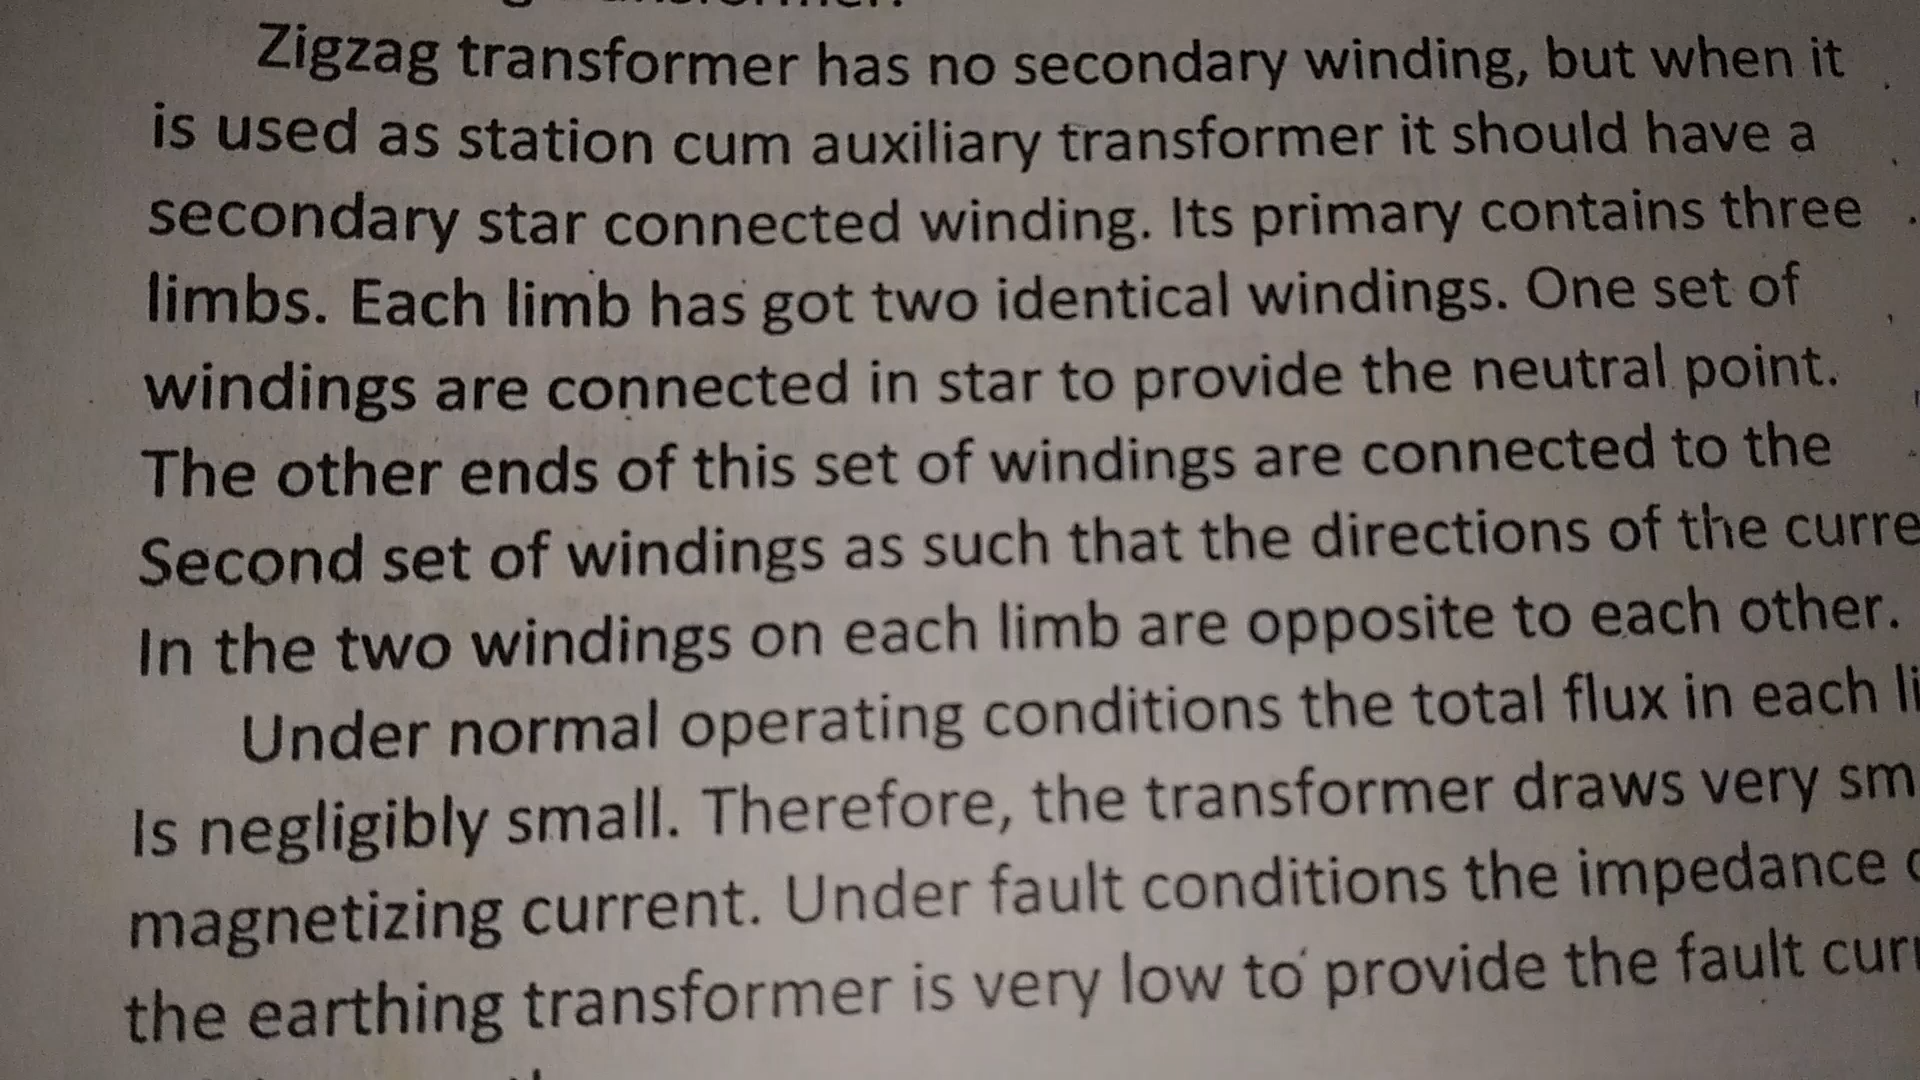 Zigzag transformer has no secondary winding, but when it
is used as station cum auxiliary transformer it should have a
secondary star connected winding. Its primary contains three
limbs. Each limb has got two identical windings. One set of
windings are connected in star to provide the neutral point.
The other ends of this set of windings are connected to the
Second set of windings as such that the directions of the curre
In the two windings on each limb are opposite to each other.
Under normal operating conditions the total flux in each li
Is negligibly small. Therefore, the transformer draws very sm
magnetizing current. Under fault conditions the impedance
the earthing transformer is very low to provide the fault curr